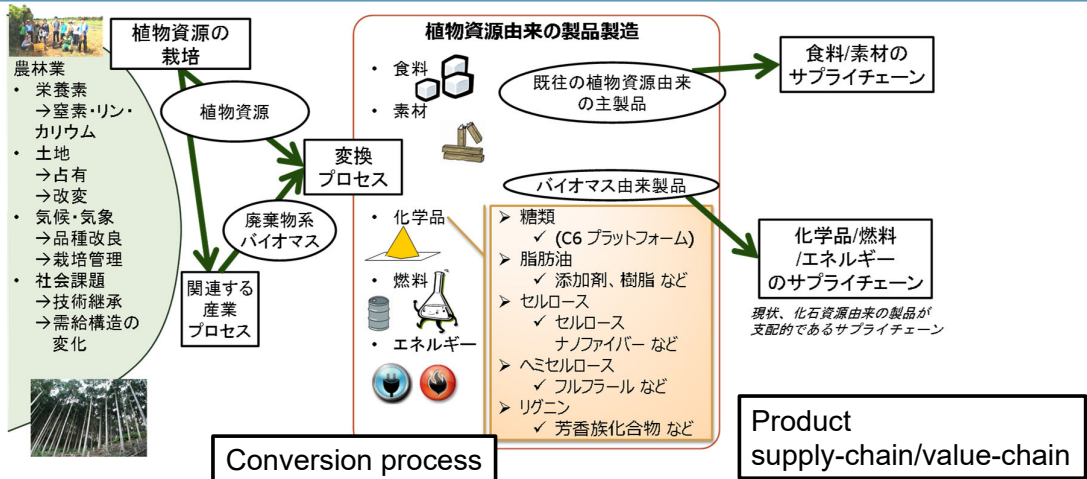 植物資源の
栽培
農林業
• 栄養素
→窒素・リン・
カリウム
• 土地
→占有
→改変
• 気候・気象
→品種改良
→栽培管理
• 社会課題
→技術継承
→需給構造の
変化
植物資源
廃棄物系
バイオマス
関連する
産業
プロセス
変換
プロセス
植物資源由来の製品製造
• 食料
• 素材
• 化学品
• 燃料
• エネルギー
既往の植物資源由来
の主製品
バイオマス由来製品
➢ 糖類
✓ (C6 プラットフォーム)
➢ 脂肪油
✓ 添加剤、樹脂 など
➢ セルロース
✓ セルロース
ナノファイバー など
➢ ヘミセルロース
✓ フルフラール など
➢ リグニン
✓ 芳香族化合物 など
食料/素材の
サプライチェーン
化学品/燃料
/エネルギー
のサプライチェーン
現状、化石資源由来の製品が
支配的であるサプライチェーン
Conversion process
Product
supply-chain/value-chain